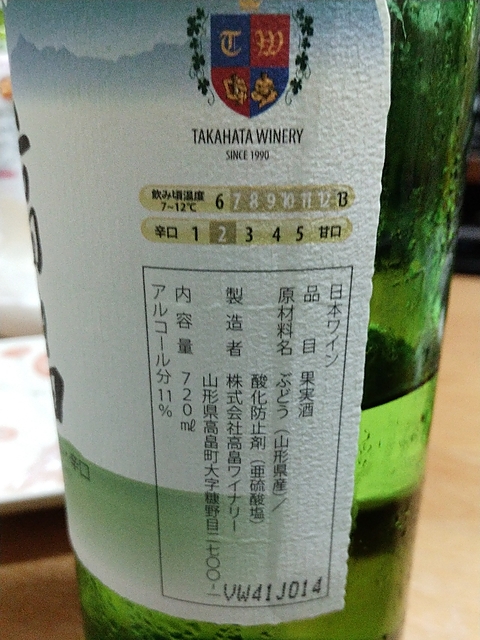 T W
TAKAHATA WINERY
SINCE 1990
飲み頃温度
7~12℃
6 7 8 9 10 11 12 13
辛口 1 2 3 4 5 甘口
日本ワイン
品目 果実酒
原材料名 ぶどう(山形県産)/
酸化防止剤(亜硫酸塩)
製造者 株式会社高畠ワイナリー
山形県高畠町大字糠野目二七〇〇-一
内容量 720㎖
アルコール分11%
VW41J014
辛口